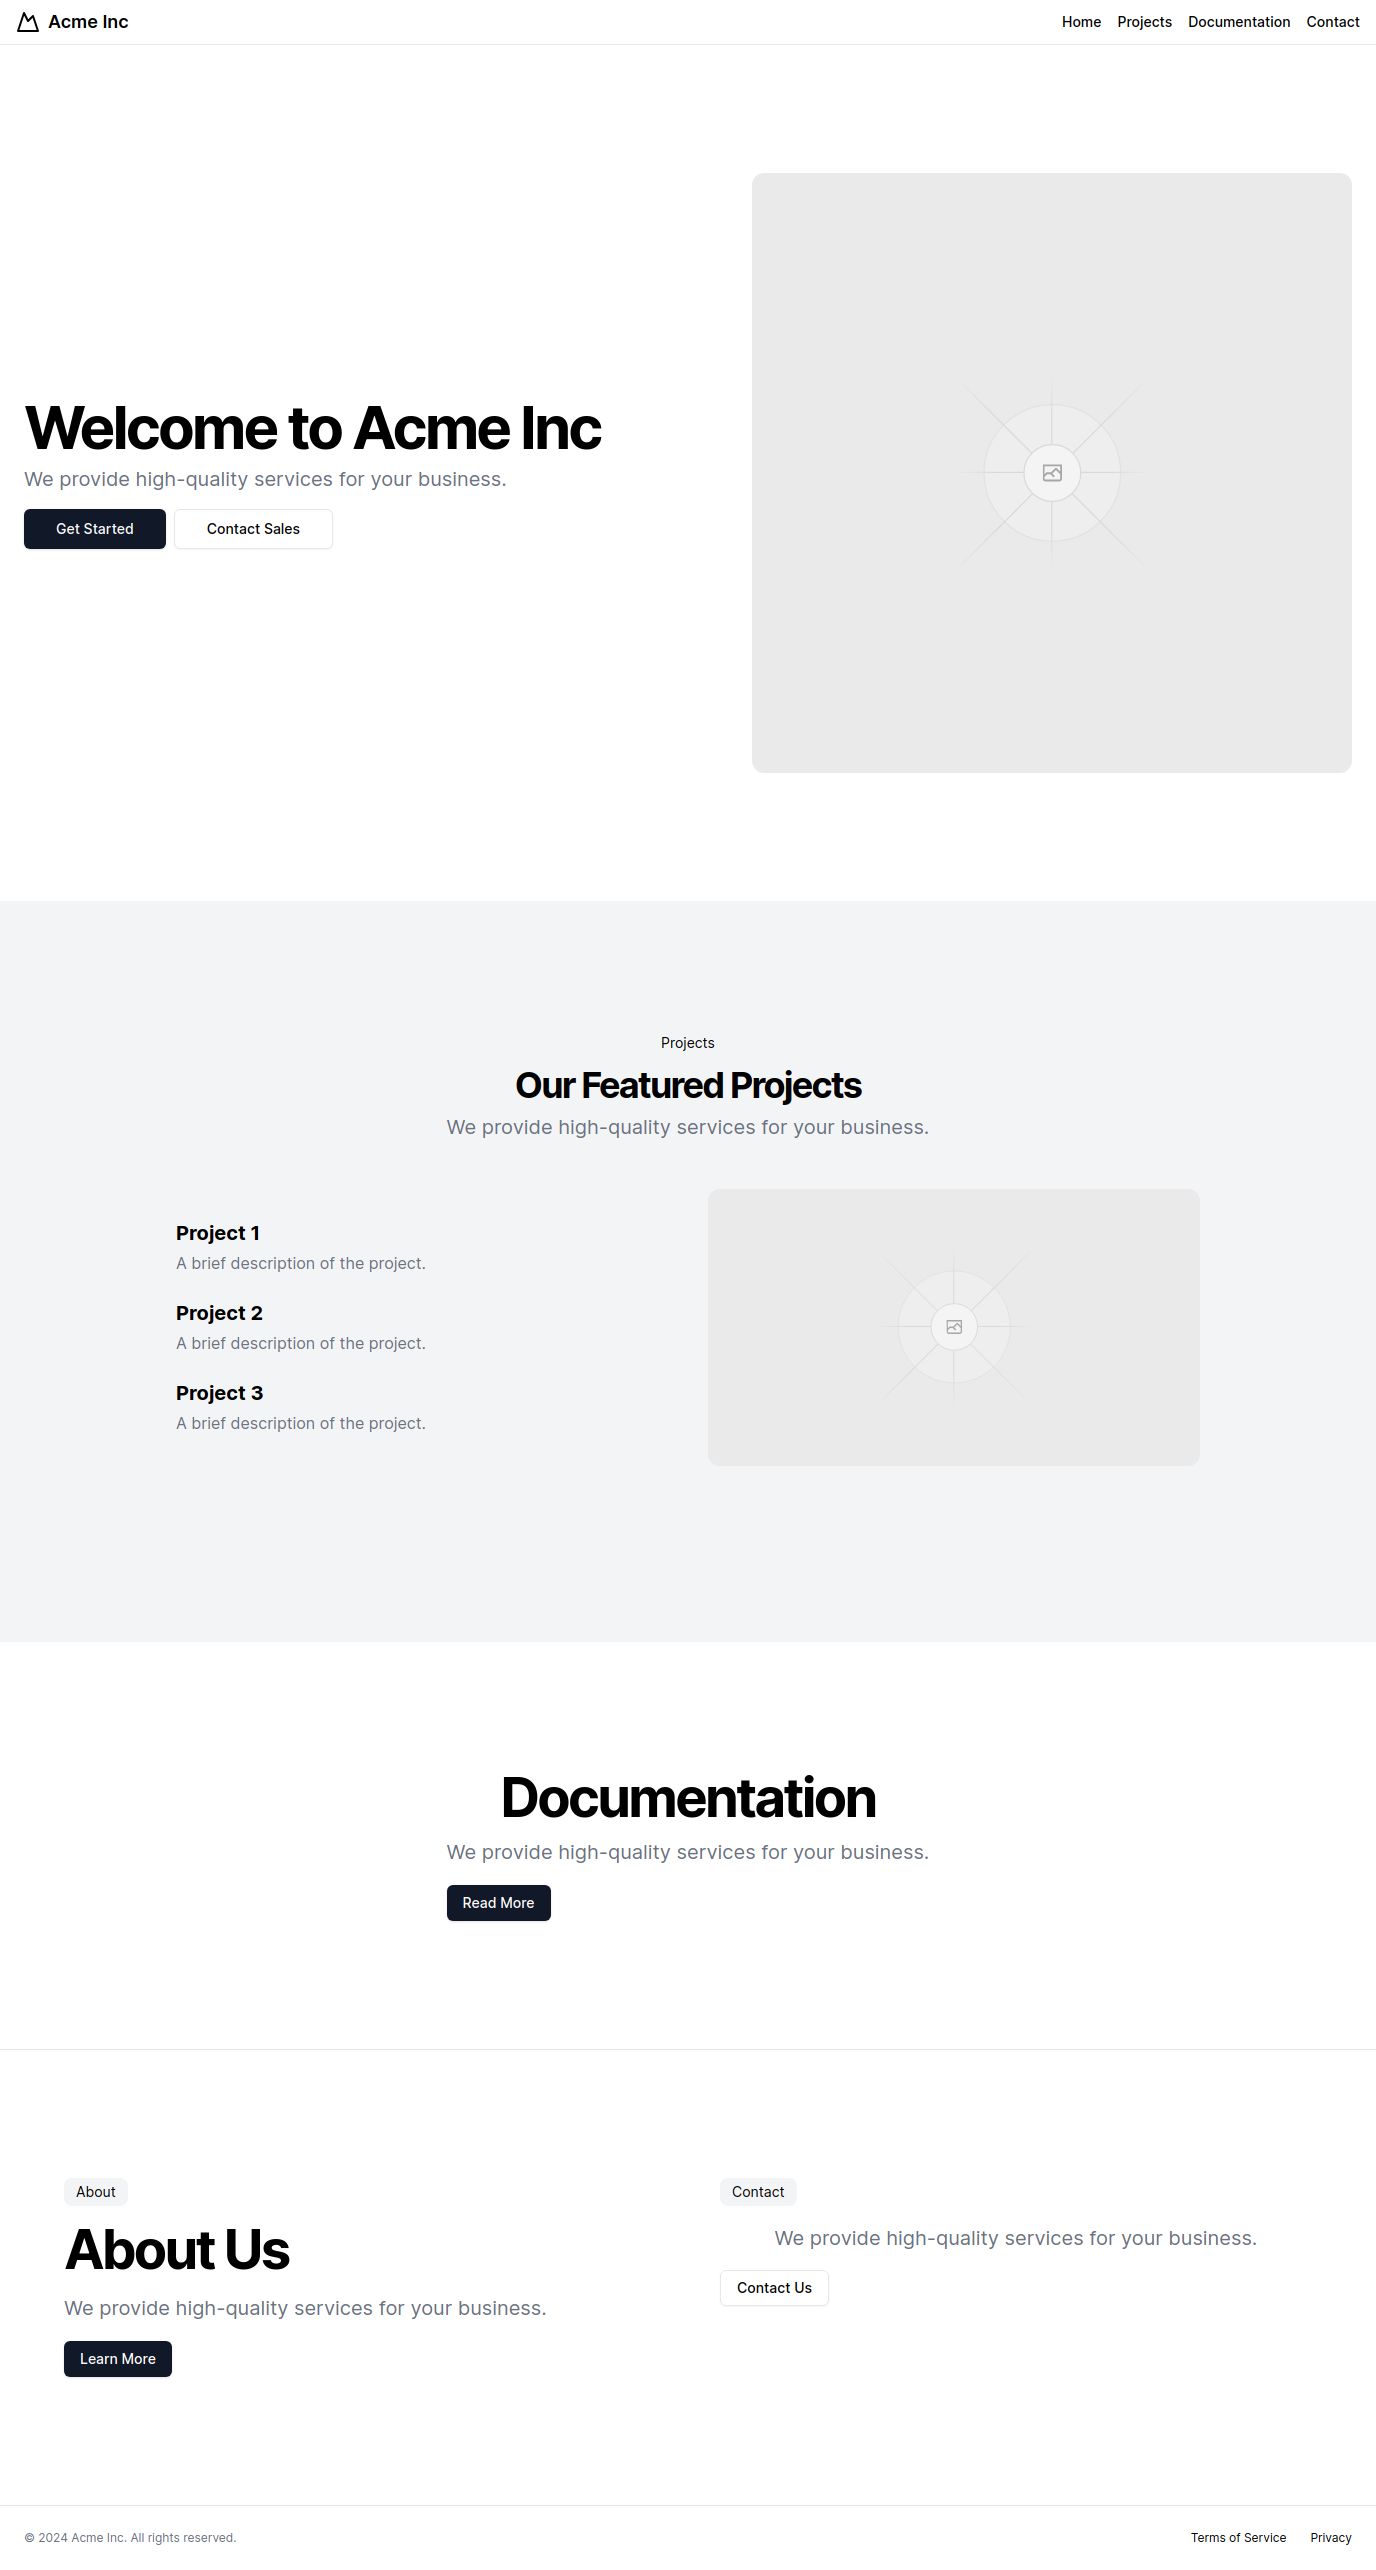 Acme Inc
Home Projects Documentation Contact
Welcome to Acme Inc
We provide high-quality services for your business.
Get Started Contact Sales
Projects
Our Featured Projects
We provide high-quality services for your business.
Project 1
A brief description of the project.
Project 2
A brief description of the project.
Project 3
A brief description of the project.
Documentation
We provide high-quality services for your business.
Read More
About
About Us
We provide high-quality services for your business.
Learn More
Contact
We provide high-quality services for your business.
Contact Us
© 2024 Acme Inc. All rights reserved.
Terms of Service Privacy